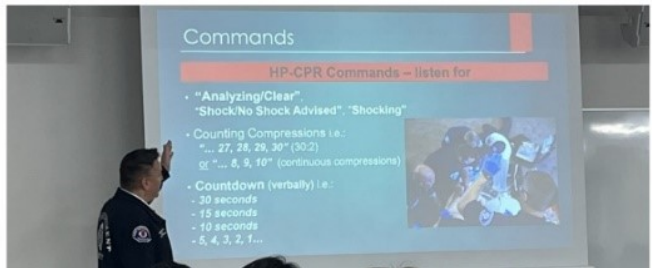 Commands
HP-CPR Commands – listen for
• "Analyzing/Clear",
"Shock/No Shock Advised", "Shocking"
• Counting Compressions i.e.:
"... 27, 28, 29, 30" (30:2)
or "... 8, 9, 10" (continuous compressions)
• Countdown (verbally) i.e.:
- 30 seconds
- 15 seconds
- 10 seconds
- 5, 4, 3, 2, 1...